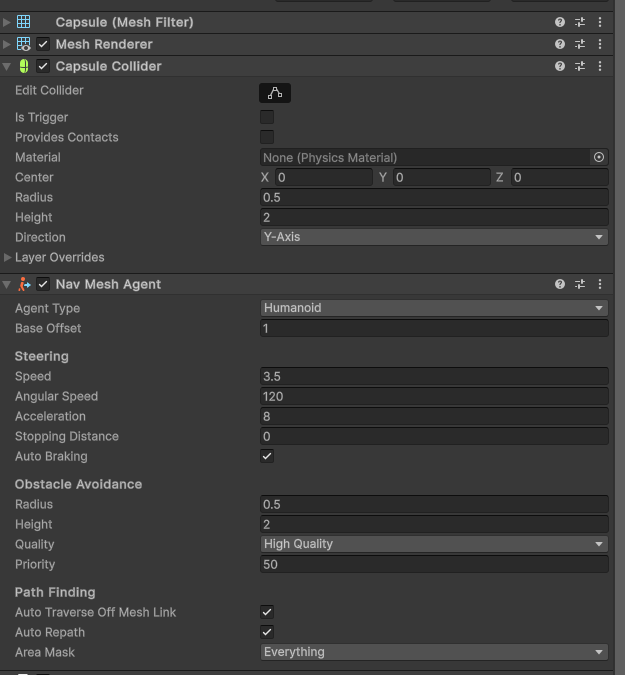 Capsule (Mesh Filter)
Mesh Renderer
Capsule Collider
Edit Collider
Is Trigger
Provides Contacts
Material None (Physics Material)
Center X 0 Y 0 Z 0
Radius 0.5
Height 2
Direction Y-Axis
Layer Overrides
Nav Mesh Agent
Agent Type Humanoid
Base Offset 1
Steering
Speed 3.5
Angular Speed 120
Acceleration 8
Stopping Distance 0
Auto Braking
Obstacle Avoidance
Radius 0.5
Height 2
Quality High Quality
Priority 50
Path Finding
Auto Traverse Off Mesh Link
Auto Repath
Area Mask Everything